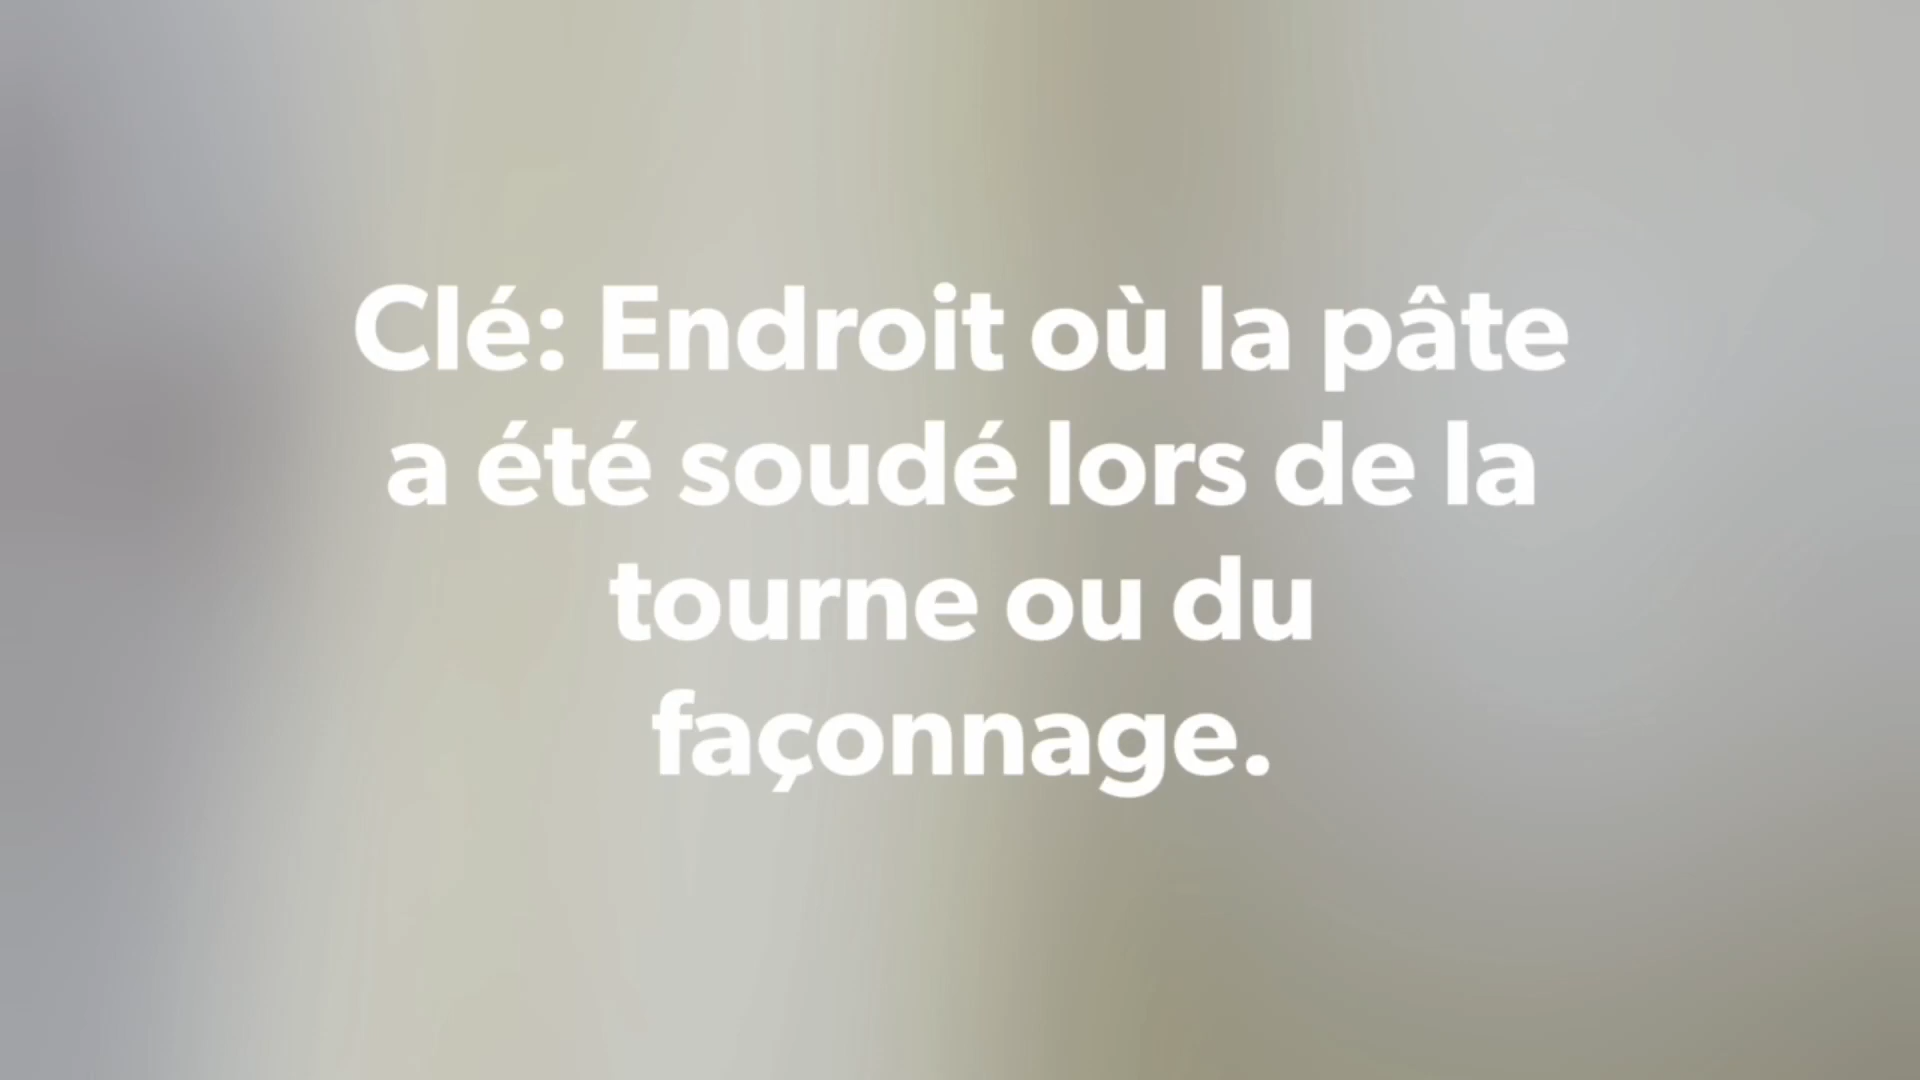 Clé: Endroit où la pâte
a été soudé lors de la
tourne ou du
façonnage.